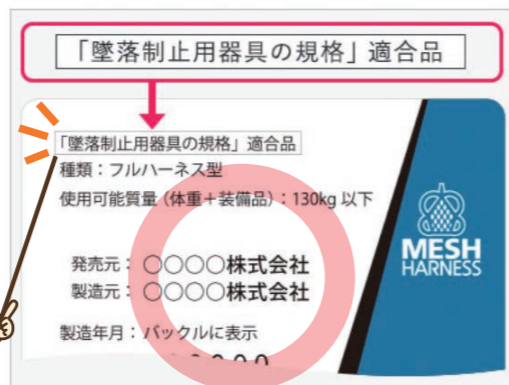 「墜落制止用器具の規格」適合品
「墜落制止用器具の規格」適合品
種類：フルハーネス型
使用可能質量（体重＋装備品）：130kg 以下
発売元：○○○○株式会社
製造元：○○○○株式会社
製造年月：バックルに表示
MESH
HARNESS